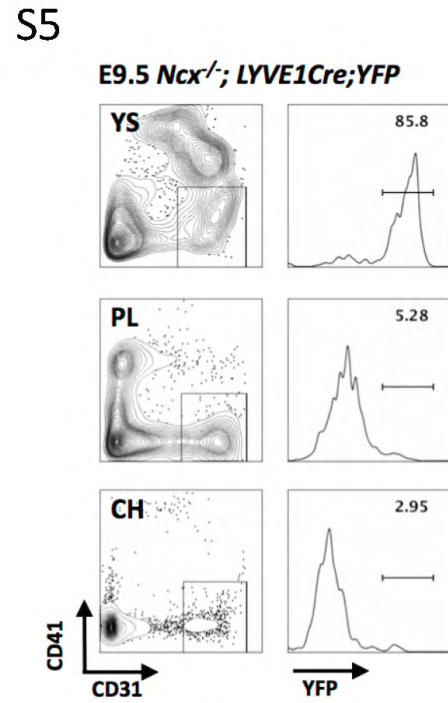 S5
E9.5 Ncx-/-; LYVE1Cre;YFP
YS
85.8
PL
5.28
CH
2.95
CD41
CD31
YFP